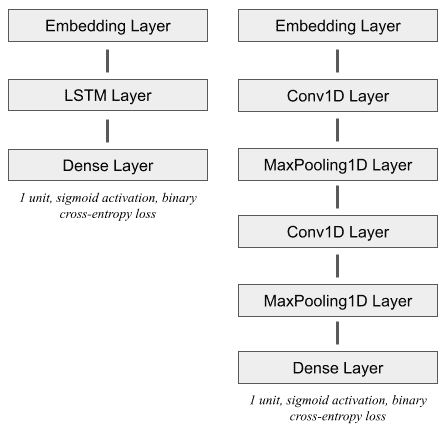 Embedding Layer
LSTM Layer
Dense Layer
1 unit, sigmoid activation, binary
cross-entropy loss
Embedding Layer
Conv1D Layer
MaxPooling1D Layer
Conv1D Layer
MaxPooling1D Layer
Dense Layer
1 unit, sigmoid activation, binary
cross-entropy loss